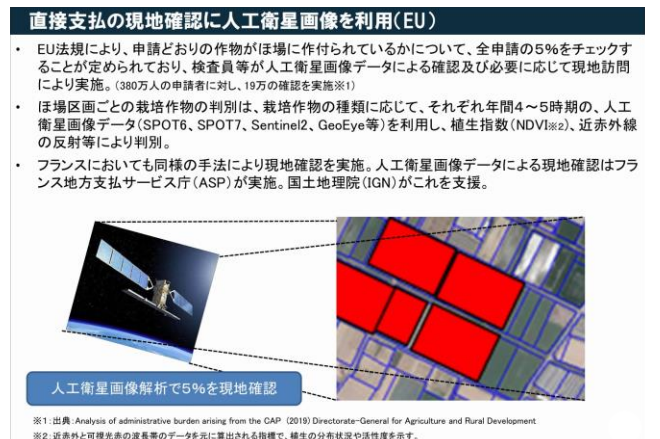 直接支払の現地確認に人工衛星画像を利用(EU)
• EU法規により、申請どおりの作物がほ場に作付られているかについて、全申請の5%をチェックす
ることが定められており、検査員等が人工衛星画像データによる確認及び必要に応じて現地訪問
により実施。(380万人の申請者に対し、19万の確認を実施※1)
• ほ場区画ごとの栽培作物の判別は、栽培作物の種類に応じて、それぞれ年間4～5時期の、人工
衛星画像データ(SPOT6、SPOT7、Sentinel2、GeoEye等)を利用し、植生指数(NDVI※2)、近赤外線
の反射等により判別。
• フランスにおいても同様の手法により現地確認を実施。人工衛星画像データによる現地確認はフラ
ンス地方支払サービス庁(ASP)が実施。国土地理院(IGN)がこれを支援。
人工衛星画像解析で5%を現地確認
※1:出典:Analysis of administrative burden arising from the CAP (2019) Directorate-General for Agriculture and Rural Development
※2:近赤外と可視光赤の波長帯のデータを元に算出される指標で、植生の分布状況や活性度を示す。